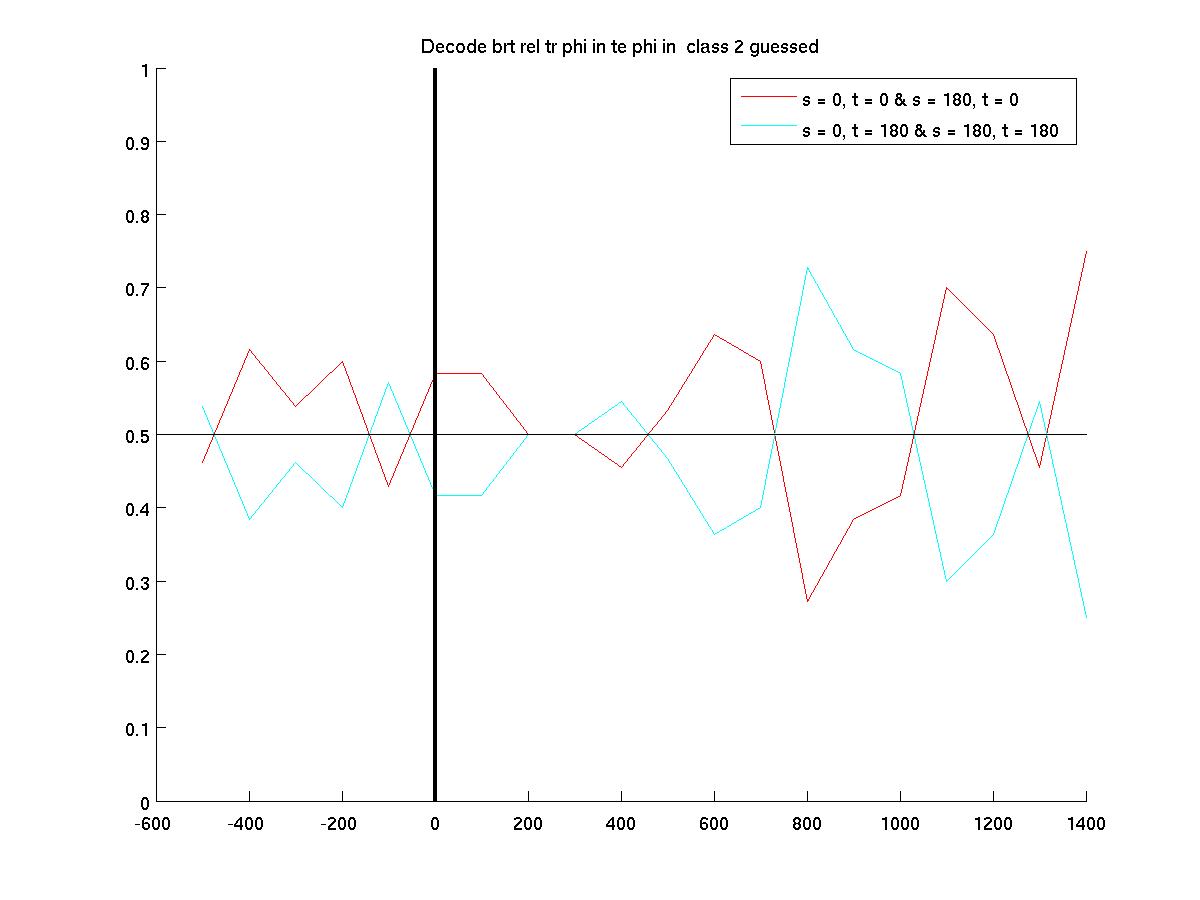 Decode brt rel tr phi in te phi in  class 2 guessed
s = 0, t = 0 & s = 180, t = 0
s = 0, t = 180 & s = 180, t = 180
1
0.9
0.8
0.7
0.6
0.5
0.4
0.3
0.2
0.1
0
-600 -400 -200 0 200 400 600 800 1000 1200 1400